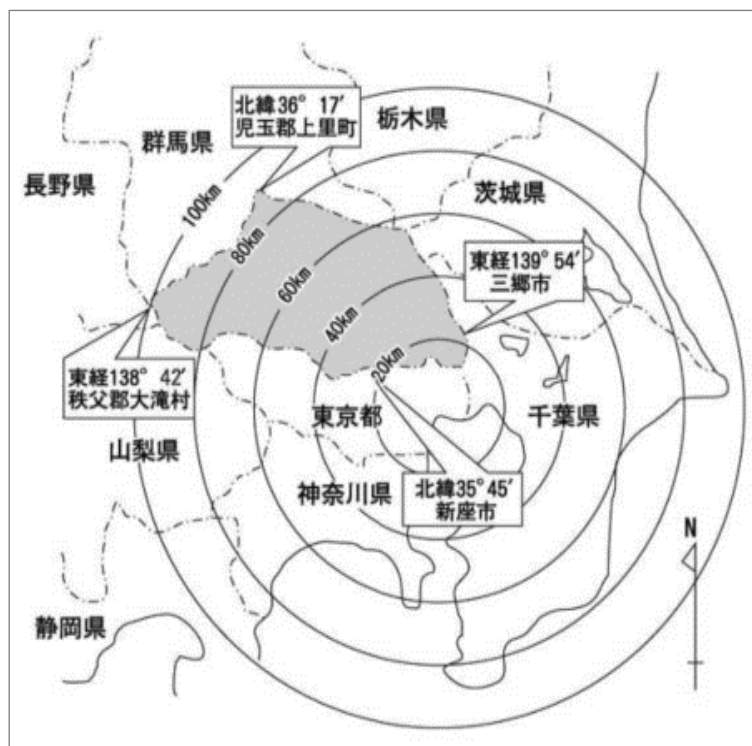 北緯36° 17′
児玉郡上里町
栃木県
群馬県
長野県
茨城県
100km
80km
60km
40km
20km
東経139° 54′
三郷市
東経138° 42′
秩父郡大滝村
東京都
千葉県
山梨県
神奈川県
北緯35°45′
新座市
N
静岡県